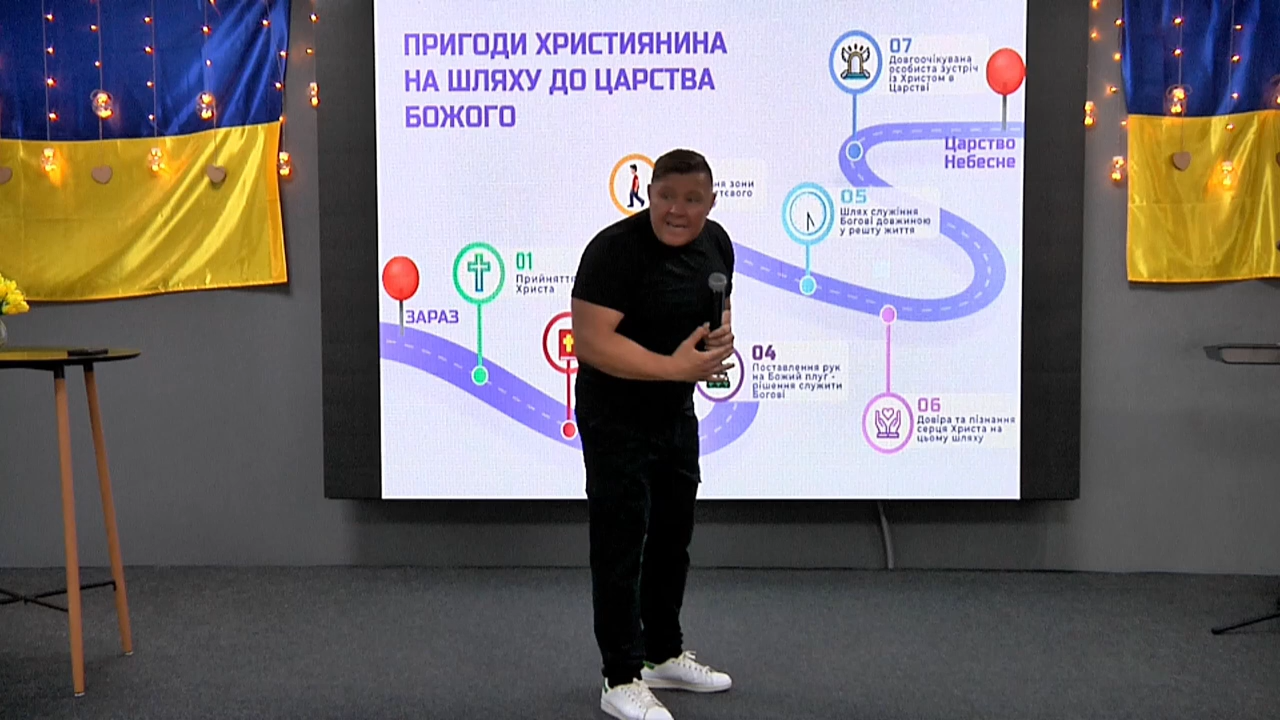 ПРИГОДИ ХРИСТИЯНИНА
НА ШЛЯХУ ДО ЦАРСТВА
БОЖОГО
07
Довгоочікувана
особиста зустріч
із Христом в
Царстві
Царство
Небесне
зони
05
Шлях служіння
Богові довжиною
у решту життя
01
Прийняття
Христа
ЗАРАЗ
04
Поставлення рук
на Божий плуг -
рішення служити
Богові
06
Довіра та пізнання
серця Христа на
цьому шляху